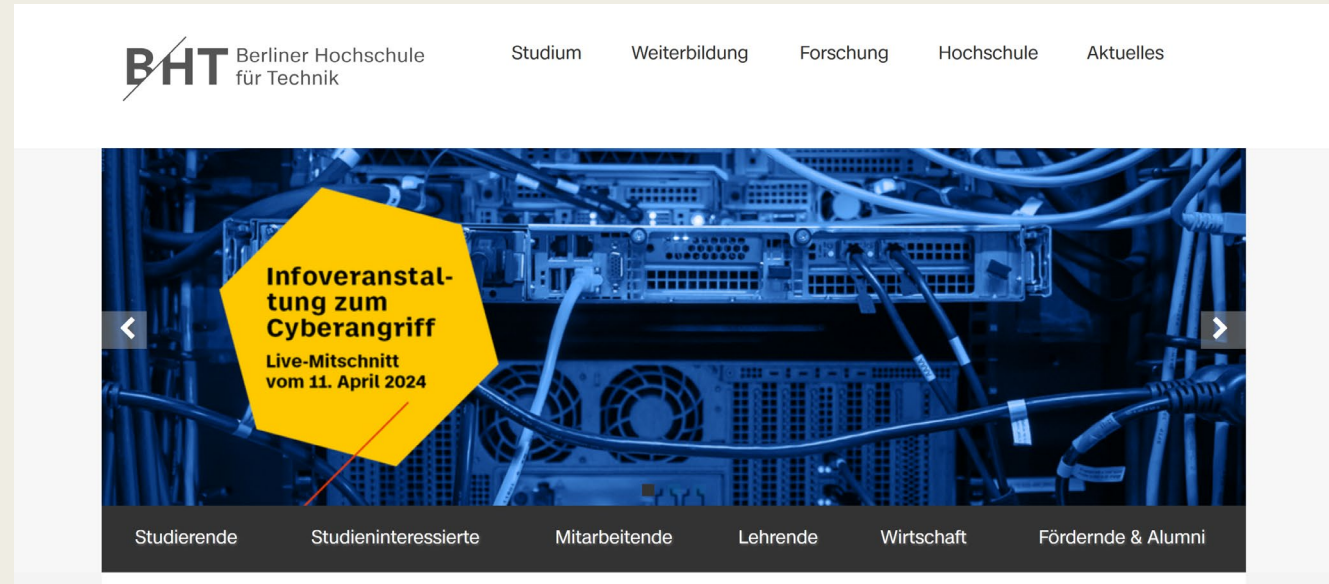 BHT Berliner Hochschule
für Technik
Studium Weiterbildung Forschung Hochschule Aktuelles
Infoveranstal-
tung zum
Cyberangriff
Live-Mitschnitt
vom 11. April 2024
Studierende Studieninteressierte Mitarbeitende Lehrende Wirtschaft Fördernde & Alumni